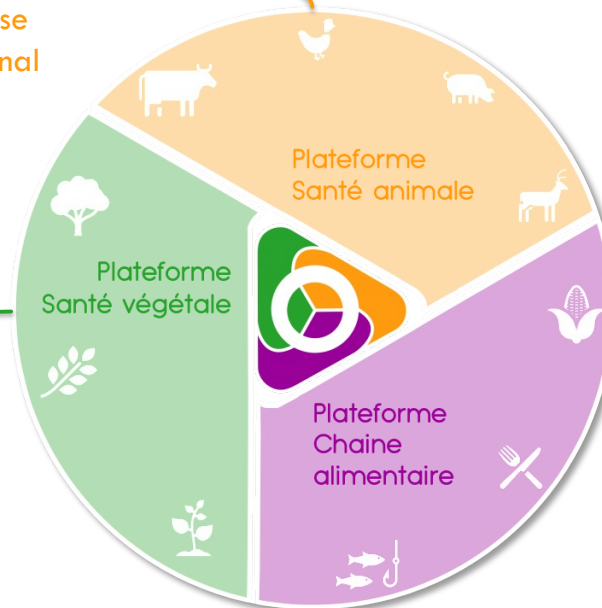 se
nal
Plateforme
Santé animale
Plateforme
Santé végétale
Plateforme
Chaine
alimentaire